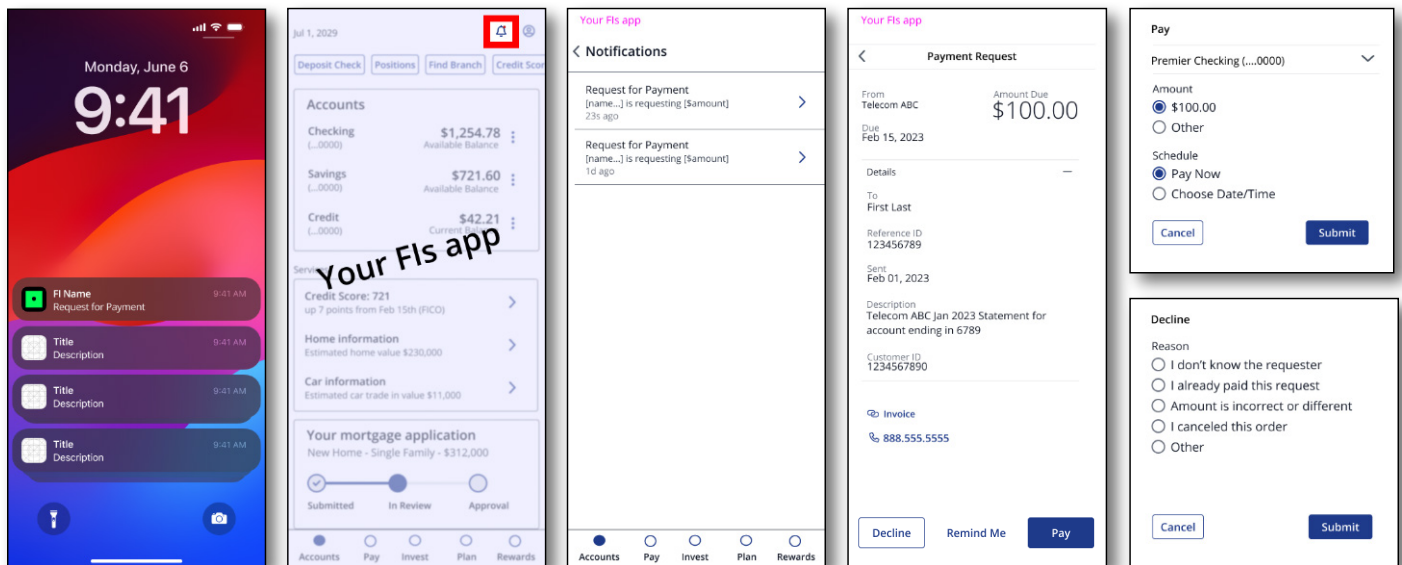 Monday, June 6
9:41
FI Name 9:41 AM
Request for Payment
Title 9:41 AM
Description
Title 9:41 AM
Description
Title 9:41 AM
Description
Jul 1, 2029
Deposit Check Positions Find Branch Credit Scor
Accounts
Checking $1,254.78
(...0000) Available Balance
Savings $721.60
(...0000) Available Balance
Credit $42.21
(...0000) Current Balance
Your FIs app
Services
Credit Score: 721
up 7 points from Feb 15th (FICO)
Home information
Estimated home value $230,000
Car information
Estimated car trade in value $11,000
Your mortgage application
New Home - Single Family - $312,000
Submitted In Review Approval
Accounts Pay Invest Plan Rewards
Your FIs app
Notifications
Request for Payment
[name...] is requesting [$amount]
23s ago
Request for Payment
[name...] is requesting [$amount]
1d ago
Accounts Pay Invest Plan Rewards
Your FIs app
Payment Request
From Amount Due
Telecom ABC $100.00
Due
Feb 15, 2023
Details
To
First Last
Reference ID
123456789
Sent
Feb 01, 2023
Description
Telecom ABC Jan 2023 Statement for
account ending in 6789
Customer ID
1234567890
Invoice
888.555.5555
Decline Remind Me Pay
Pay
Premier Checking (....0000)
Amount
$100.00
Other
Schedule
Pay Now
Choose Date/Time
Cancel Submit
Decline
Reason
I don't know the requester
I already paid this request
Amount is incorrect or different
I canceled this order
Other
Cancel Submit